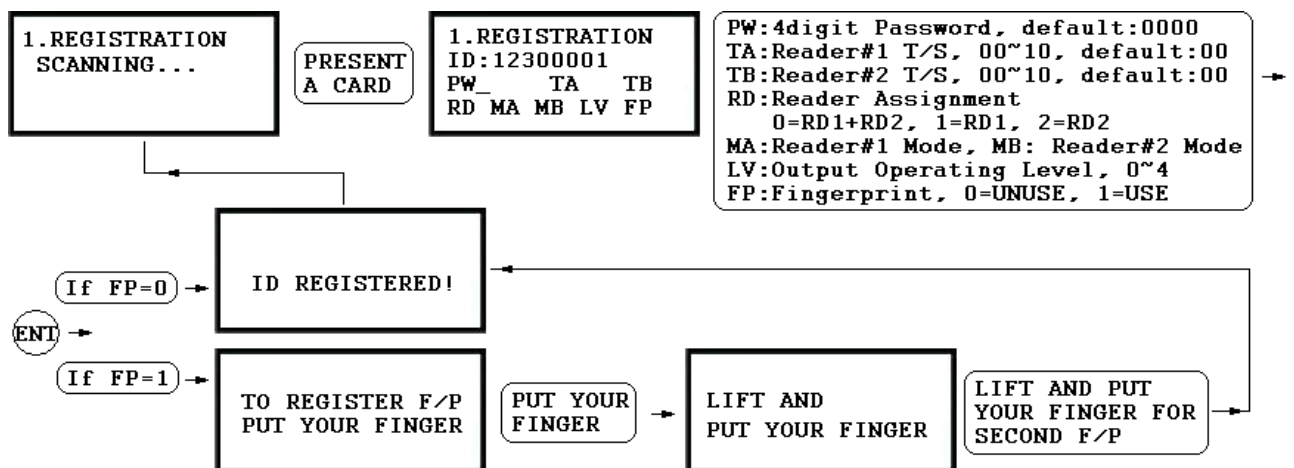 1.REGISTRATION
SCANNING...
PRESENT
A CARD
1.REGISTRATION
ID:12300001
PW_ TA TB
RD MA MB LV FP
PW:4digit Password, default:0000
TA:Reader#1 T/S, 00~10, default:00
TB:Reader#2 T/S, 00~10, default:00
RD:Reader Assignment
0=RD1+RD2, 1=RD1, 2=RD2
MA:Reader#1 Mode, MB: Reader#2 Mode
LV:Output Operating Level, 0~4
FP:Fingerprint, 0=UNUSE, 1=USE
If FP=0
ID REGISTERED!
ENT
If FP=1
TO REGISTER F/P
PUT YOUR FINGER
PUT YOUR
FINGER
LIFT AND
PUT YOUR FINGER
LIFT AND PUT
YOUR FINGER FOR
SECOND F/P